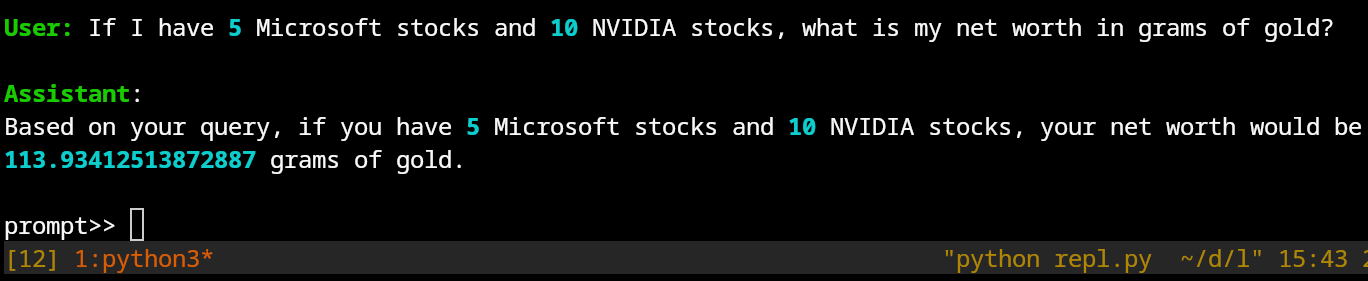 User: If I have 5 Microsoft stocks and 10 NVIDIA stocks, what is my net worth in grams of gold?
Assistant:
Based on your query, if you have 5 Microsoft stocks and 10 NVIDIA stocks, your net worth would be
113.93412513872887 grams of gold.
prompt>>
[12] 1:python3* "python repl.py ~/d/l" 15:43 2